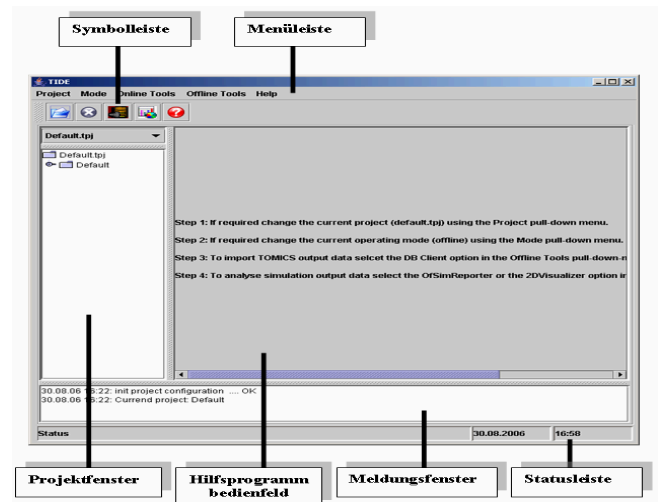 Symbolleiste
Menüleiste
TIDE
Project Mode Online Tools Offline Tools Help
Default.tpj
Default.tpj
Default
Step 1: If required change the current project (default.tpj) using the Project pull-down menu.
Step 2: If required change the current operating mode (offline) using the Mode pull-down menu.
Step 3: To import TOMICS output data selcet the DB Client option in the Offline Tools pull-down-n
Step 4: To analyse simulation output data select the OfSimReporter or the 2DVisualizer option in
30.08.06 16:22: init project configuration .... OK
30.08.06 16:22: Currend project: Default
Status
30.08.2006
16:58
Projektfenster
Hilfsprogramm
bedienfeld
Meldungsfenster
Statusleiste